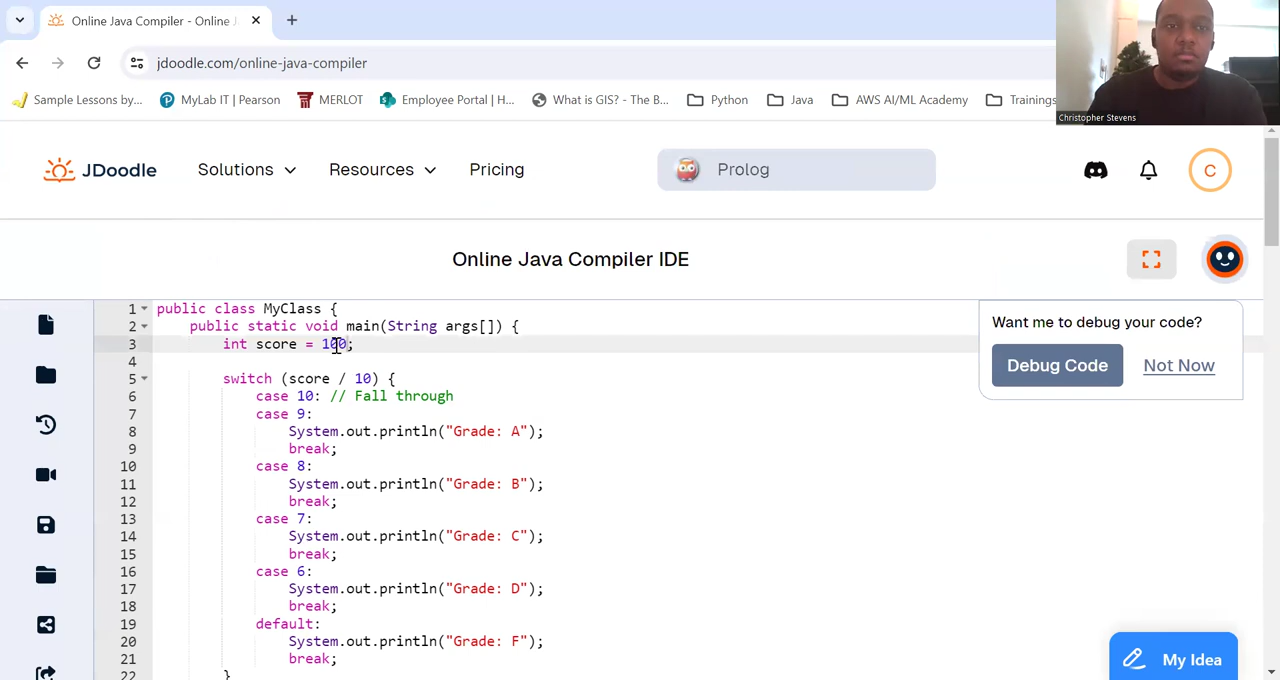 Online Java Compiler - Online J
jdoodle.com/online-java-compiler
Sample Lessons by...
MyLab IT | Pearson
MERLOT
Employee Portal | H...
What is GIS? - The B...
Python
Java
AWS AI/ML Academy
Trainings
Christopher Stevens
JDoodle
Solutions
Resources
Pricing
Prolog
C
Online Java Compiler IDE
Want me to debug your code?
Debug Code
Not Now
1 public class MyClass {
2 public static void main(String args[]) {
3 int score = 100;
4
5 switch (score / 10) {
6 case 10: // Fall through
7 case 9:
8 System.out.println("Grade: A");
9 break;
10 case 8:
11 System.out.println("Grade: B");
12 break;
13 case 7:
14 System.out.println("Grade: C");
15 break;
16 case 6:
17 System.out.println("Grade: D");
18 break;
19 default:
20 System.out.println("Grade: F");
21 break;
22 }
My Idea